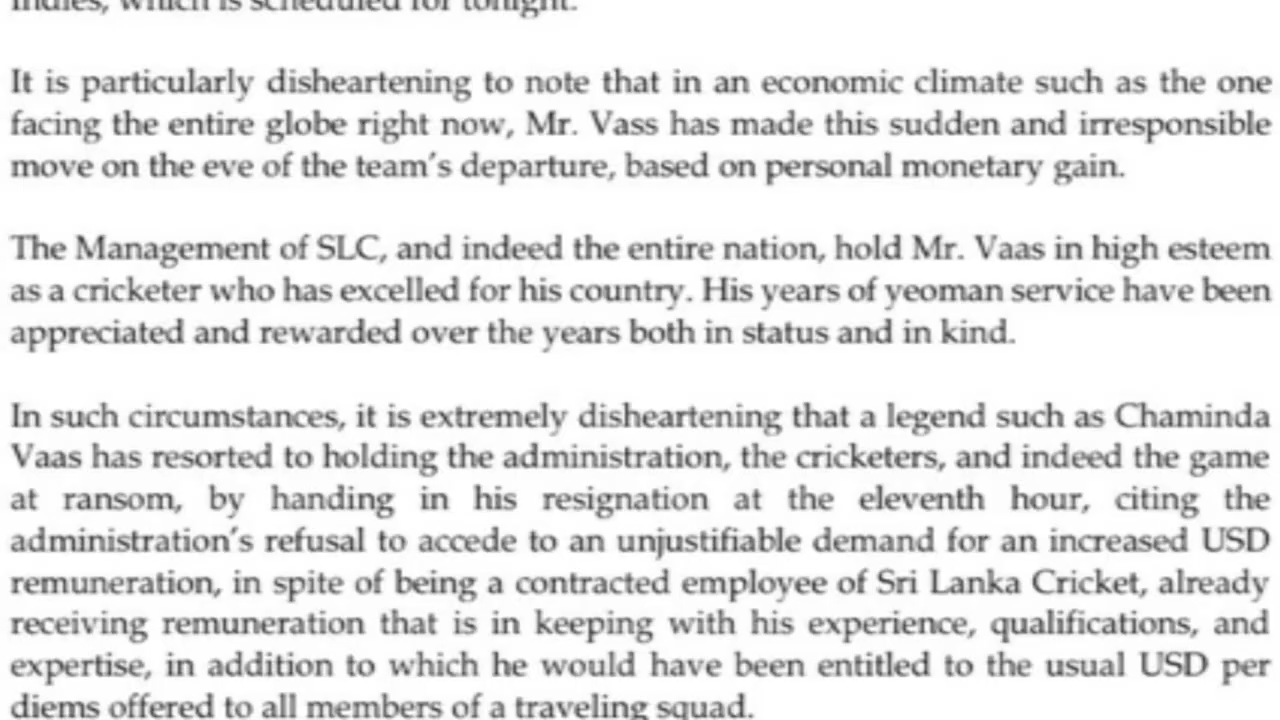 Indies, which is scheduled for tonight.
It is particularly disheartening to note that in an economic climate such as the one
facing the entire globe right now, Mr. Vass has made this sudden and irresponsible
move on the eve of the team's departure, based on personal monetary gain.
The Management of SLC, and indeed the entire nation, hold Mr. Vaas in high esteem
as a cricketer who has excelled for his country. His years of yeoman service have been
appreciated and rewarded over the years both in status and in kind.
In such circumstances, it is extremely disheartening that a legend such as Chaminda
Vaas has resorted to holding the administration, the cricketers, and indeed the game
at ransom, by handing in his resignation at the eleventh hour, citing the
administration's refusal to accede to an unjustifiable demand for an increased USD
remuneration, in spite of being a contracted employee of Sri Lanka Cricket, already
receiving remuneration that is in keeping with his experience, qualifications, and
expertise, in addition to which he would have been entitled to the usual USD per
diems offered to all members of a traveling squad.